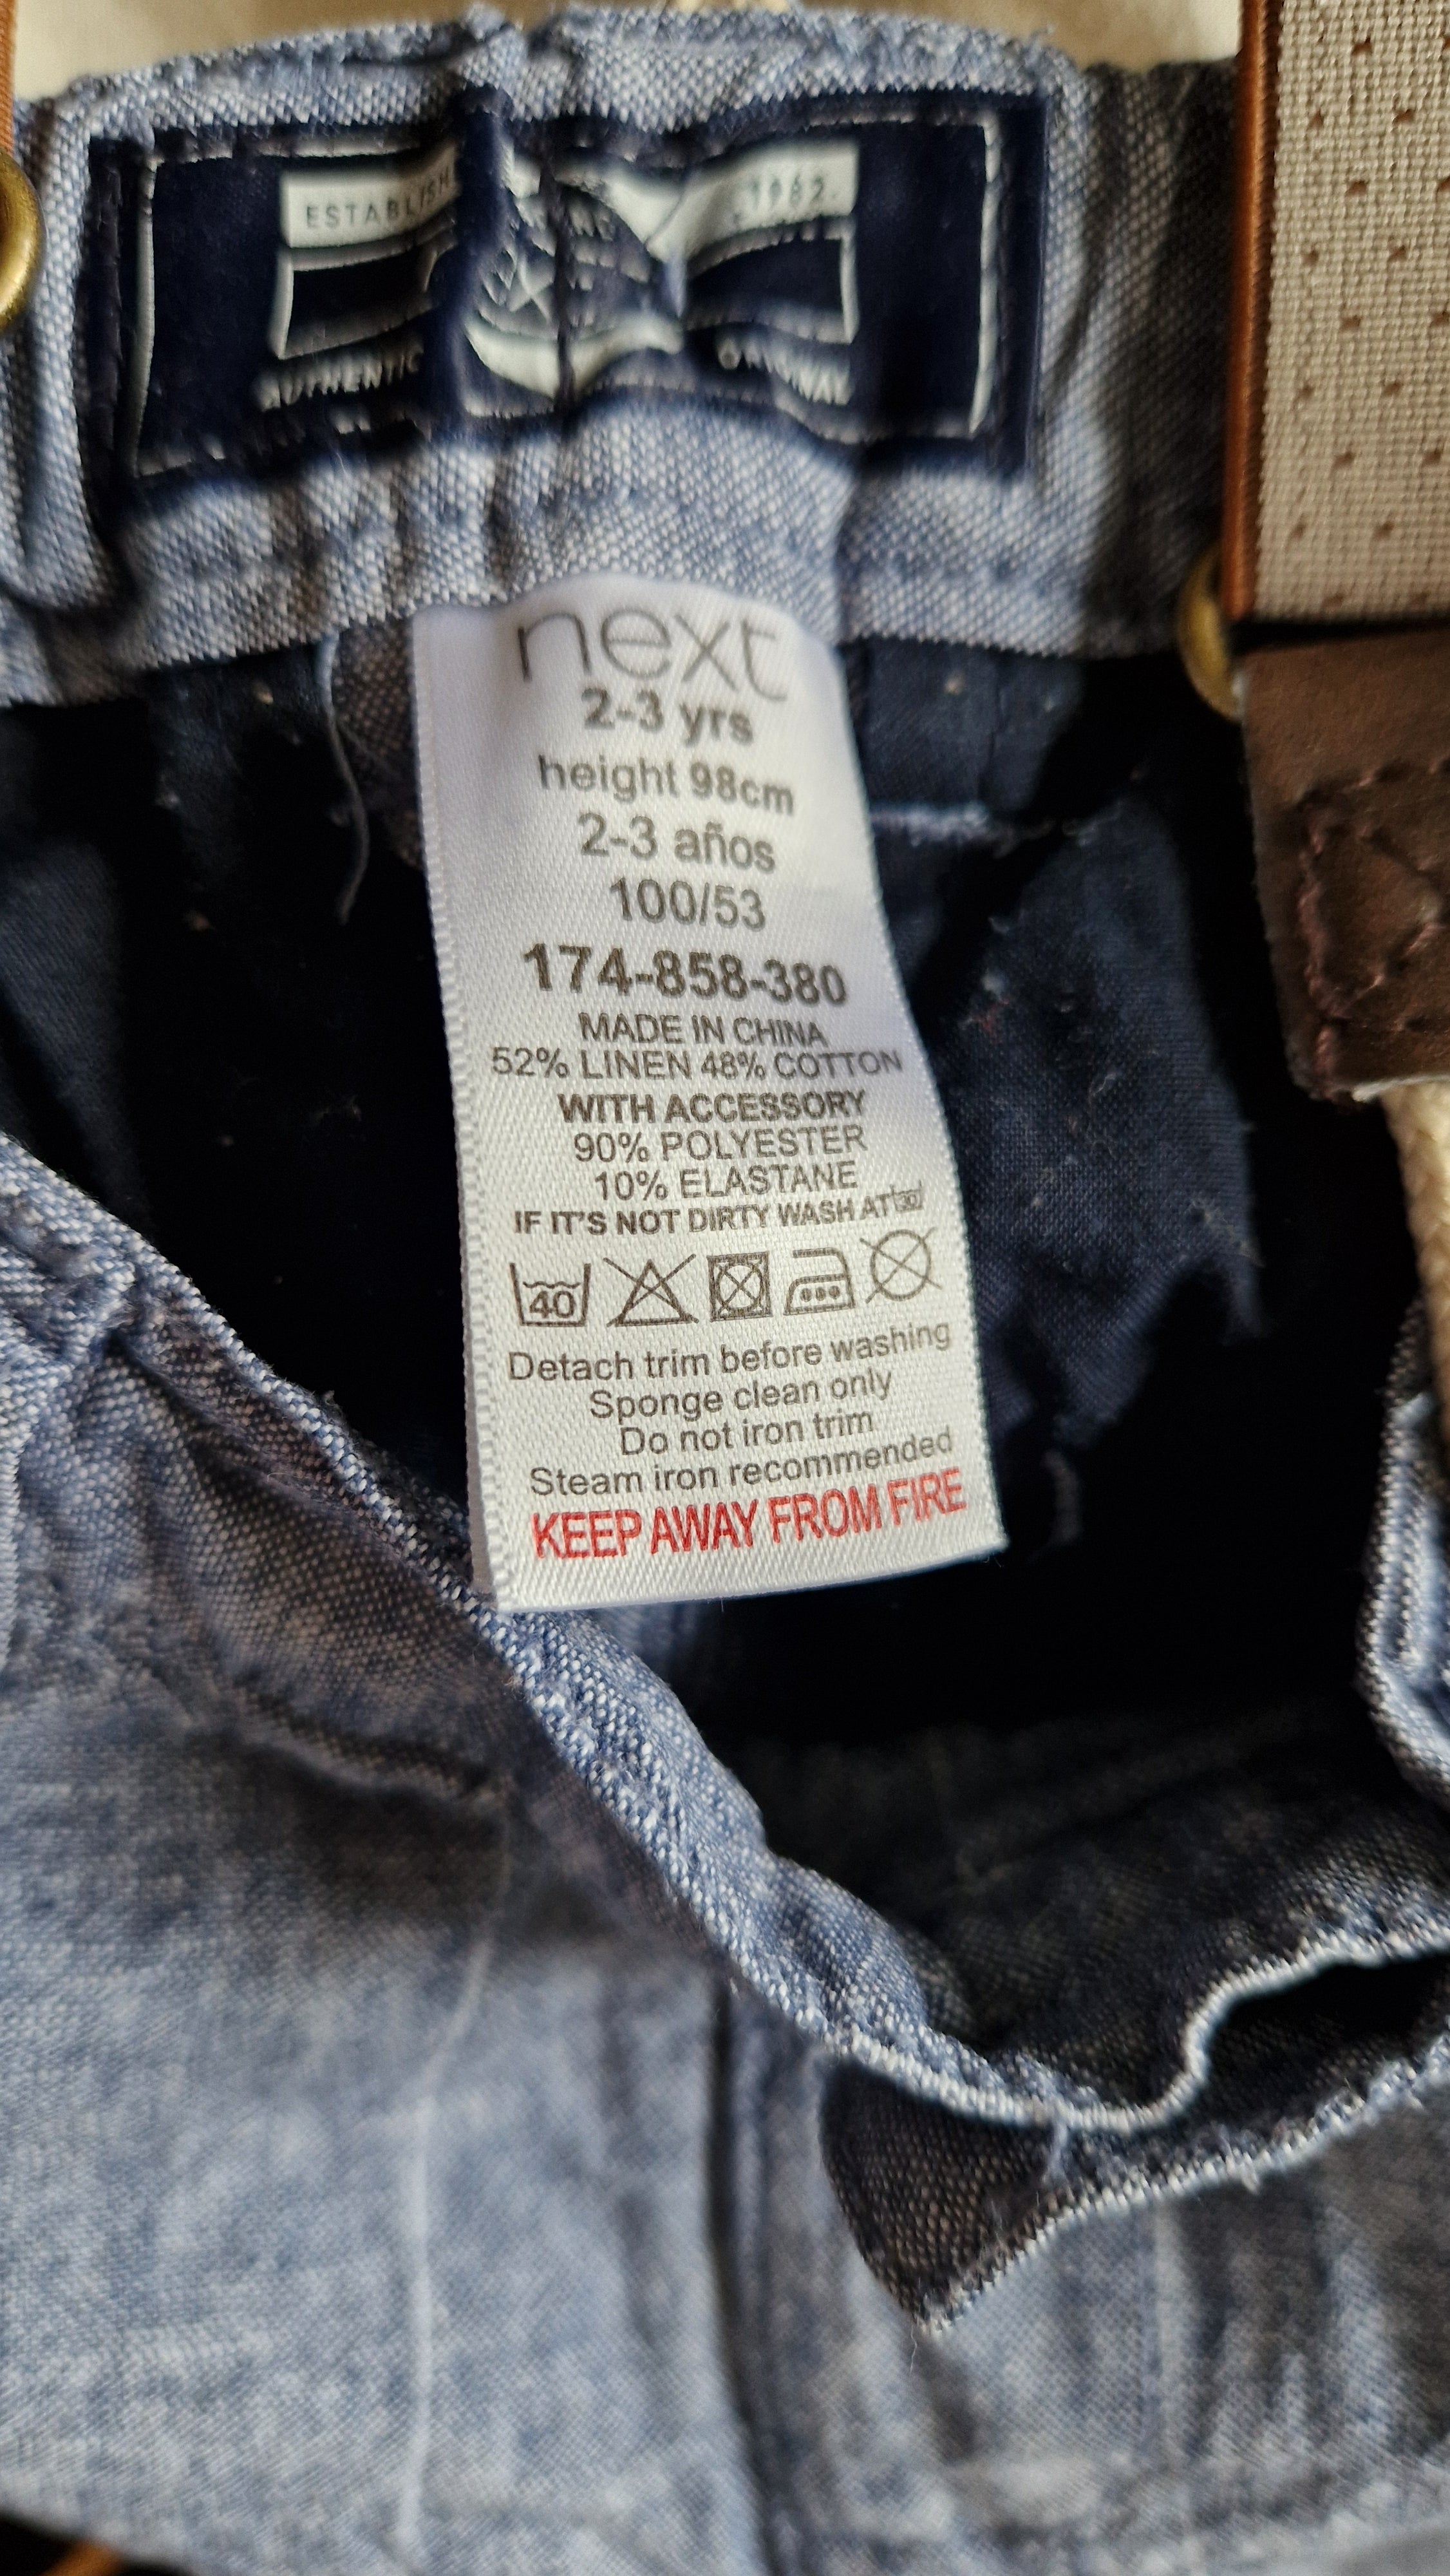 ESTABLISH 1962
AUTHENTIC
next
2-3 yrs
height 98cm
2-3 años
100/53
174-858-380
MADE IN CHINA
52% LINEN 48% COTTON
WITH ACCESSORY
90% POLYESTER
10% ELASTANE
IF IT'S NOT DIRTY WASH AT 30
40
Detach trim before washing
Sponge clean only
Do not iron trim
Steam iron recommended
KEEP AWAY FROM FIRE